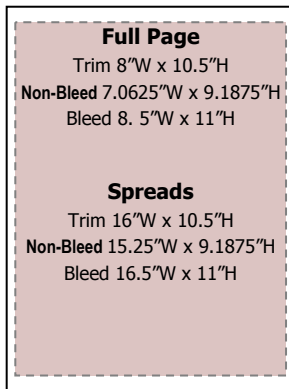 Full Page
Trim 8”W x 10.5”H
Non-Bleed 7.0625”W x 9.1875”H
Bleed 8. 5”W x 11”H
Spreads
Trim 16”W x 10.5”H
Non-Bleed 15.25”W x 9.1875”H
Bleed 16.5”W x 11”H